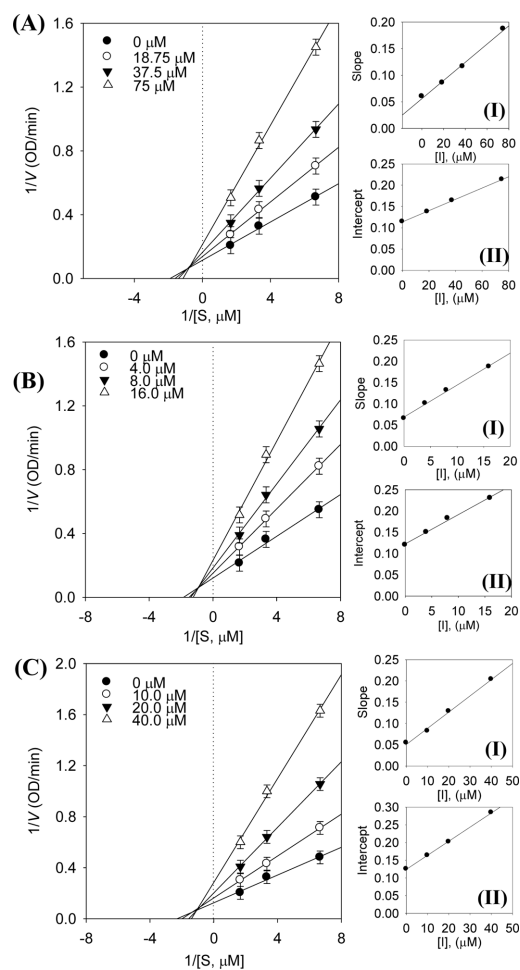 (A)
0 μM
18.75 μM
37.5 μM
75 μM
1/V (OD/min)
1.6
1.2
0.8
0.4
0.0
-8 -4 0 4 8
1/[S, μM]
Slope
0.20
0.15
0.10
0.05
0.00
0 20 40 60 80
[I], (μM)
(I)
Intercept
0.25
0.20
0.15
0.10
0.05
0.00
0 20 40 60 80
[I], (μM)
(II)
(B)
0 μM
4.0 μM
8.0 μM
16.0 μM
1/V (OD/min)
1.6
1.2
0.8
0.4
0.0
-8 -4 0 4 8
1/[S, μM]
Slope
0.25
0.20
0.15
0.10
0.05
0.00
0 5 10 15 20
[I], (μM)
(I)
Intercept
0.25
0.20
0.15
0.10
0.05
0.00
0 5 10 15 20
[I], (μM)
(II)
(C)
0 μM
10.0 μM
20.0 μM
40.0 μM
1/V (OD/min)
2.0
1.6
1.2
0.8
0.4
0.0
-8 -4 0 4 8
1/[S, μM]
Slope
0.25
0.20
0.15
0.10
0.05
0.00
0 10 20 30 40 50
[I], (μM)
(I)
Intercept
0.30
0.25
0.20
0.15
0.10
0.05
0.00
0 10 20 30 40 50
[I], (μM)
(II)